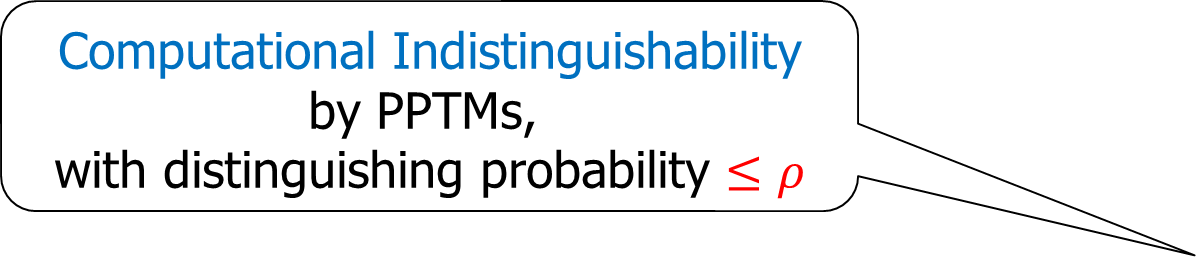 Computational Indistinguishability
by PPTMs,
with distinguishing probability ≤ ρ